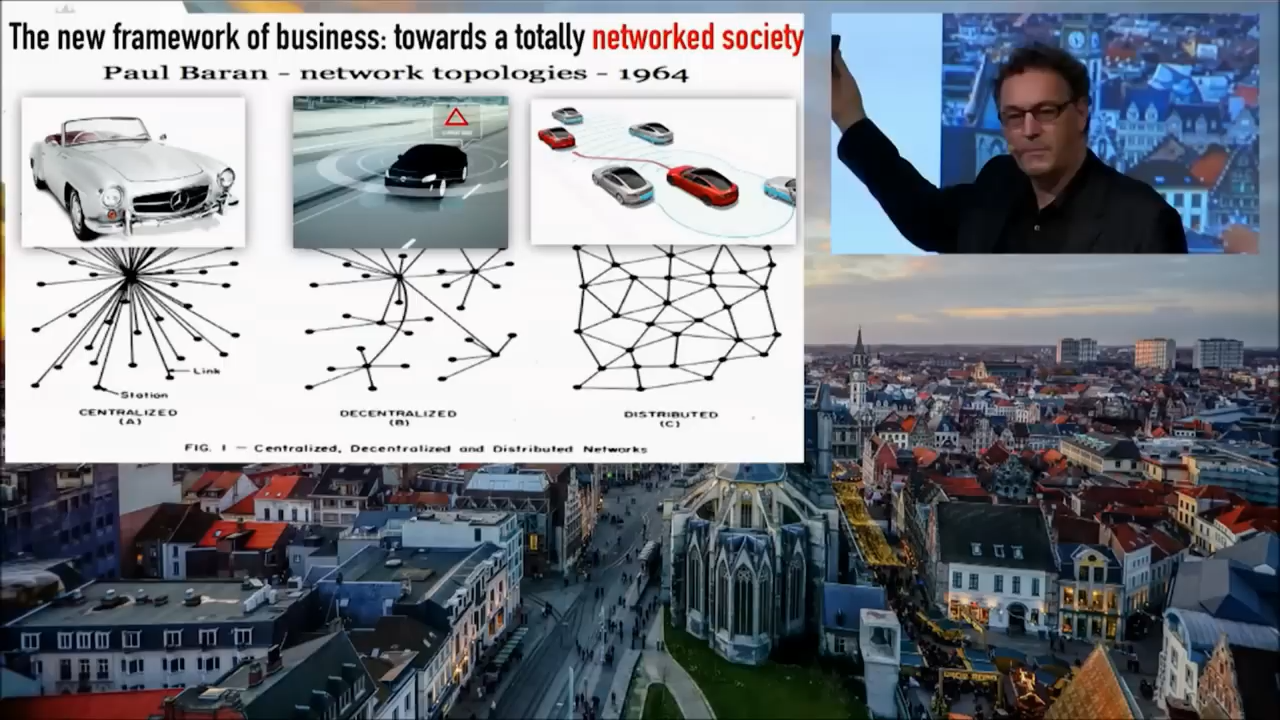 The new framework of business: towards a totally networked society
Paul Baran - network topologies - 1964
Link
Station
CENTRALIZED
(A)
DECENTRALIZED
(B)
DISTRIBUTED
(C)
FIG. 1 — Centralized, Decentralized and Distributed Networks